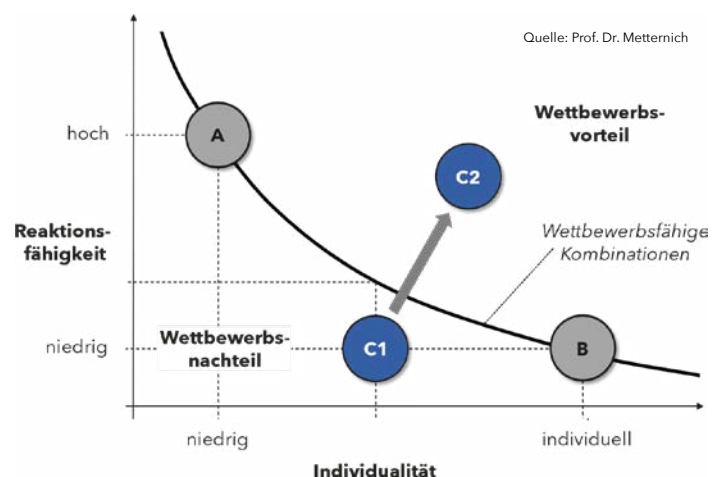 Quelle: Prof. Dr. Metternich
hoch
A
Wettbewerbs-
vorteil
C2
Reaktions-
fähigkeit
Wettbewerbsfähige
Kombinationen
Wettbewerbs-
nachteil
niedrig
C1
B
niedrig
individuell
Individualität